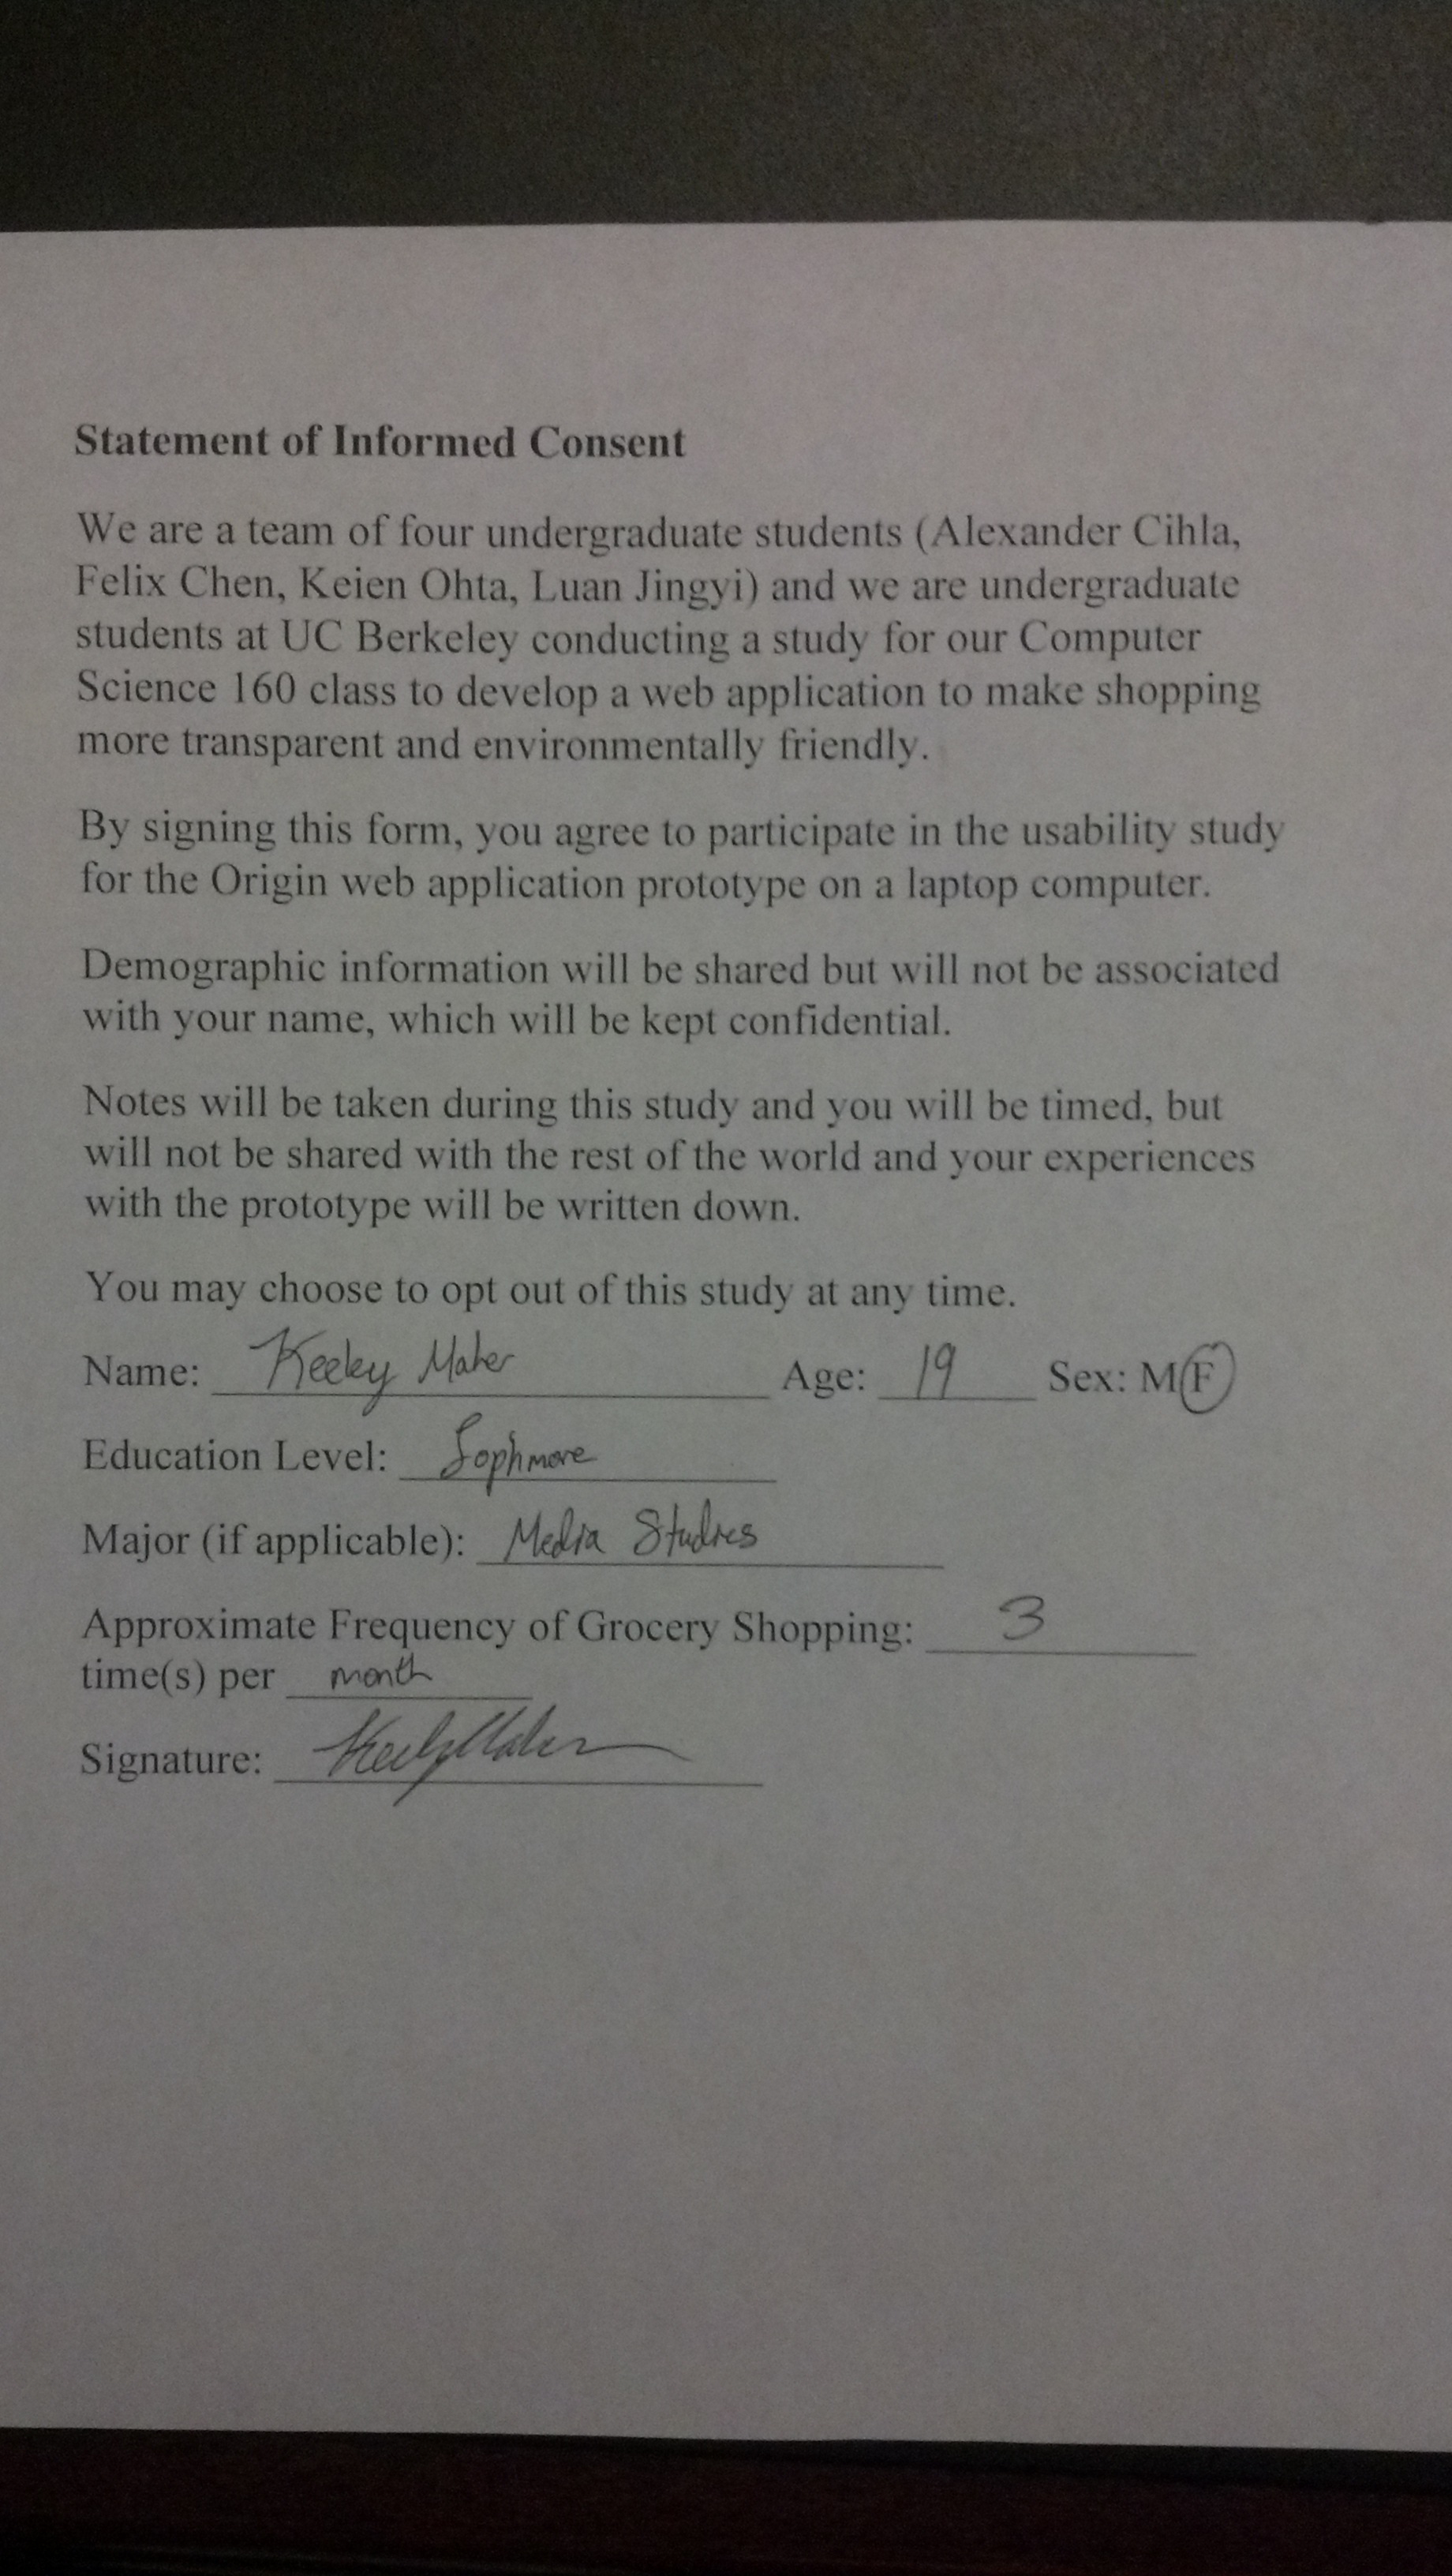 Statement of Informed Consent
We are a team of four undergraduate students (Alexander Cihla,
Felix Chen, Keien Ohta, Luan Jingyi) and we are undergraduate
students at UC Berkeley conducting a study for our Computer
Science 160 class to develop a web application to make shopping
more transparent and environmentally friendly.
By signing this form, you agree to participate in the usability study
for the Origin web application prototype on a laptop computer.
Demographic information will be shared but will not be associated
with your name, which will be kept confidential.
Notes will be taken during this study and you will be timed, but
will not be shared with the rest of the world and your experiences
with the prototype will be written down.
You may choose to opt out of this study at any time.
Name: Keeley Maher Age: 19 Sex: M F
Education Level: Sophmore
Major (if applicable): Media Studies
Approximate Frequency of Grocery Shopping: 3
time(s) per month
Signature: Keeley Maher